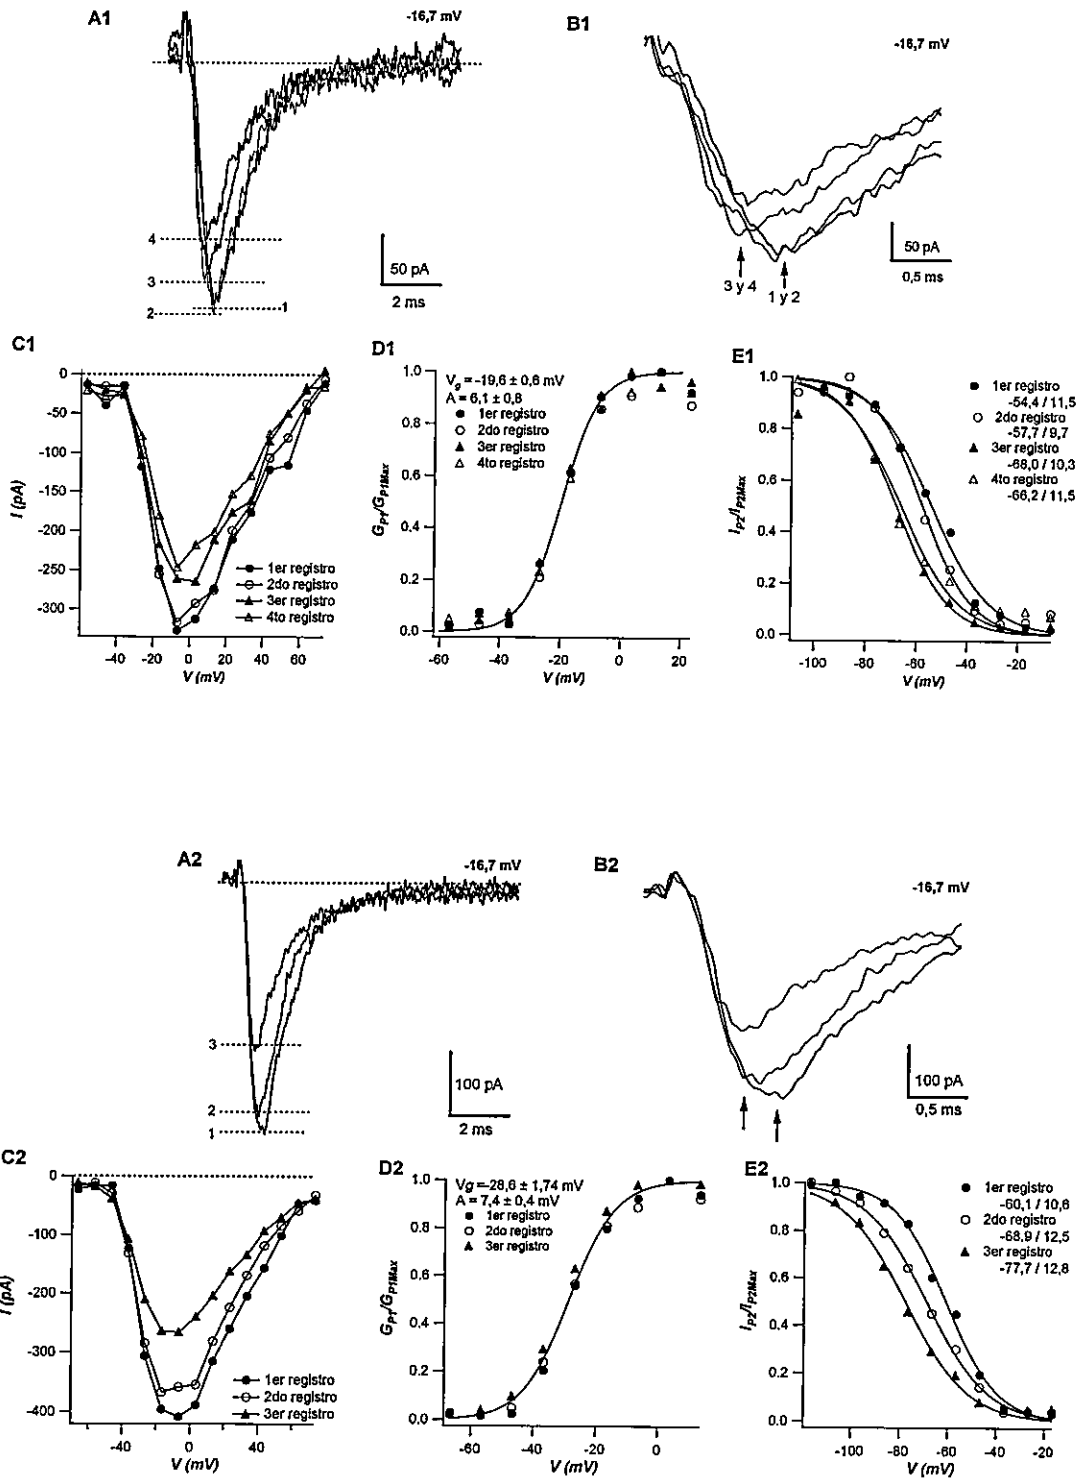 A1
-16,7 mV
4
3
2
1
50 pA
2 ms
B1
-16,7 mV
3 y 4
1 y 2
50 pA
0,5 ms
C1
0
-50
-100
-150
-200
-250
-300
I (pA)
-40
-20
0
20
40
60
V (mV)
1er registro
2do registro
3er registro
4to registro
D1
Vg = -19,6 ± 0,6 mV
A = 6,1 ± 0,8
1er registro
2do registro
3er registro
4to registro
1.0
0.8
0.6
0.4
0.2
0.0
GP1/GP1Max
-60
-40
-20
0
20
V (mV)
E1
1er registro
-54,4 / 11,5
2do registro
-57,7 / 9,7
3er registro
-68,0 / 10,3
4to registro
-66,2 / 11,5
1.0
0.8
0.6
0.4
0.2
0.0
IP2/IP2Max
-100
-80
-60
-40
-20
V (mV)
A2
-16,7 mV
3
2
1
100 pA
2 ms
B2
-16,7 mV
100 pA
0,5 ms
C2
0
-100
-200
-300
-400
I (pA)
-40
0
40
V (mV)
1er registro
2do registro
3er registro
D2
Vg=-28,6 ± 1,74 mV
A = 7,4 ± 0,4 mV
1er registro
2do registro
3er registro
1.0
0.8
0.6
0.4
0.2
0.0
GP1/GP1Max
-60
-40
-20
0
V (mV)
E2
1er registro
-60,1 / 10,6
2do registro
-68,9 / 12,5
3er registro
-77,7 / 12,8
1.0
0.8
0.6
0.4
0.2
0.0
IP2/IP2Max
-100
-80
-60
-40
-20
V (mV)